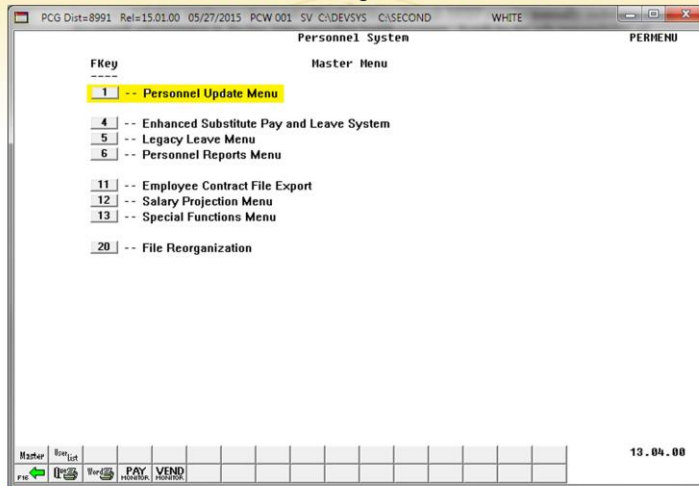 PCG Dist=8991 Rel=15.01.00 05/27/2015 PCW 001 SV C:\DEVSYS C:\SECOND WHITE
Personnel System PERMENU
FKey Master Menu
----
1 -- Personnel Update Menu
4 -- Enhanced Substitute Pay and Leave System
5 -- Legacy Leave Menu
6 -- Personnel Reports Menu
11 -- Employee Contract File Export
12 -- Salary Projection Menu
13 -- Special Functions Menu
20 -- File Reorganization
Master User List 13.04.00
F16 Word PAY MONITOR VEND MONITOR